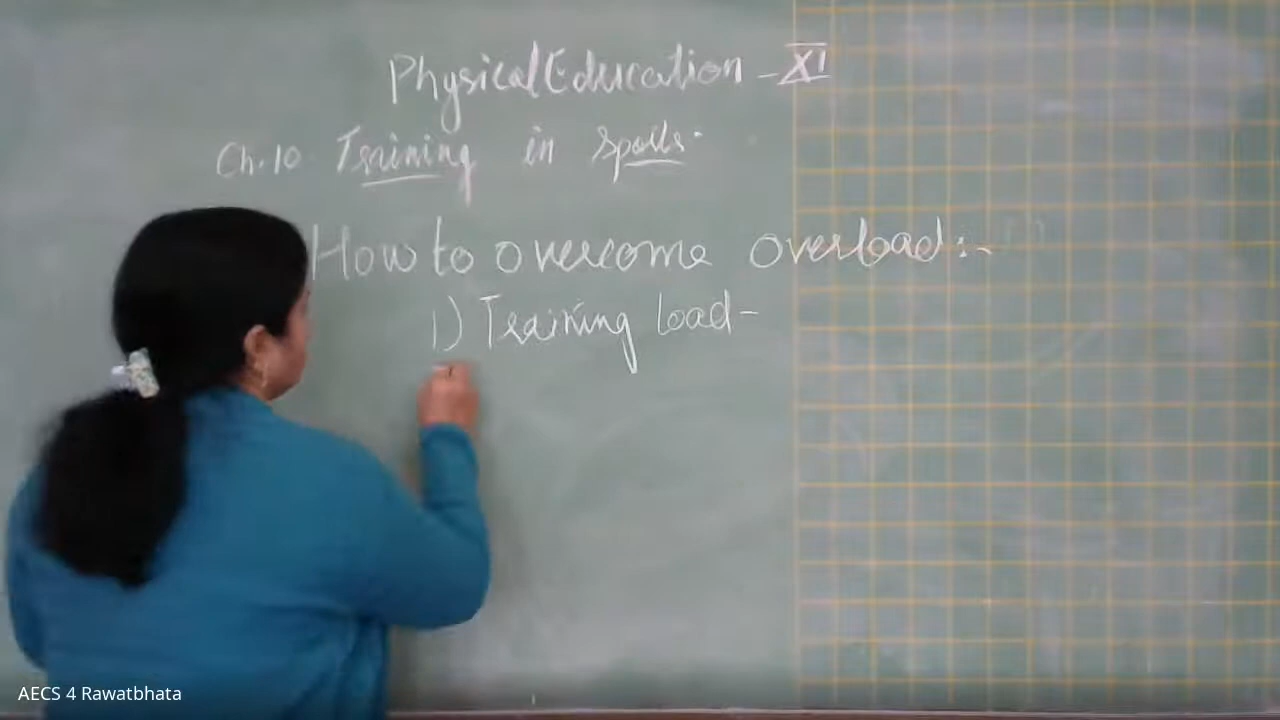 Physical Education - XI
Ch. 10 Training in Sports.
How to overcome overload :-
1) Training load -
AECS 4 Rawatbhata